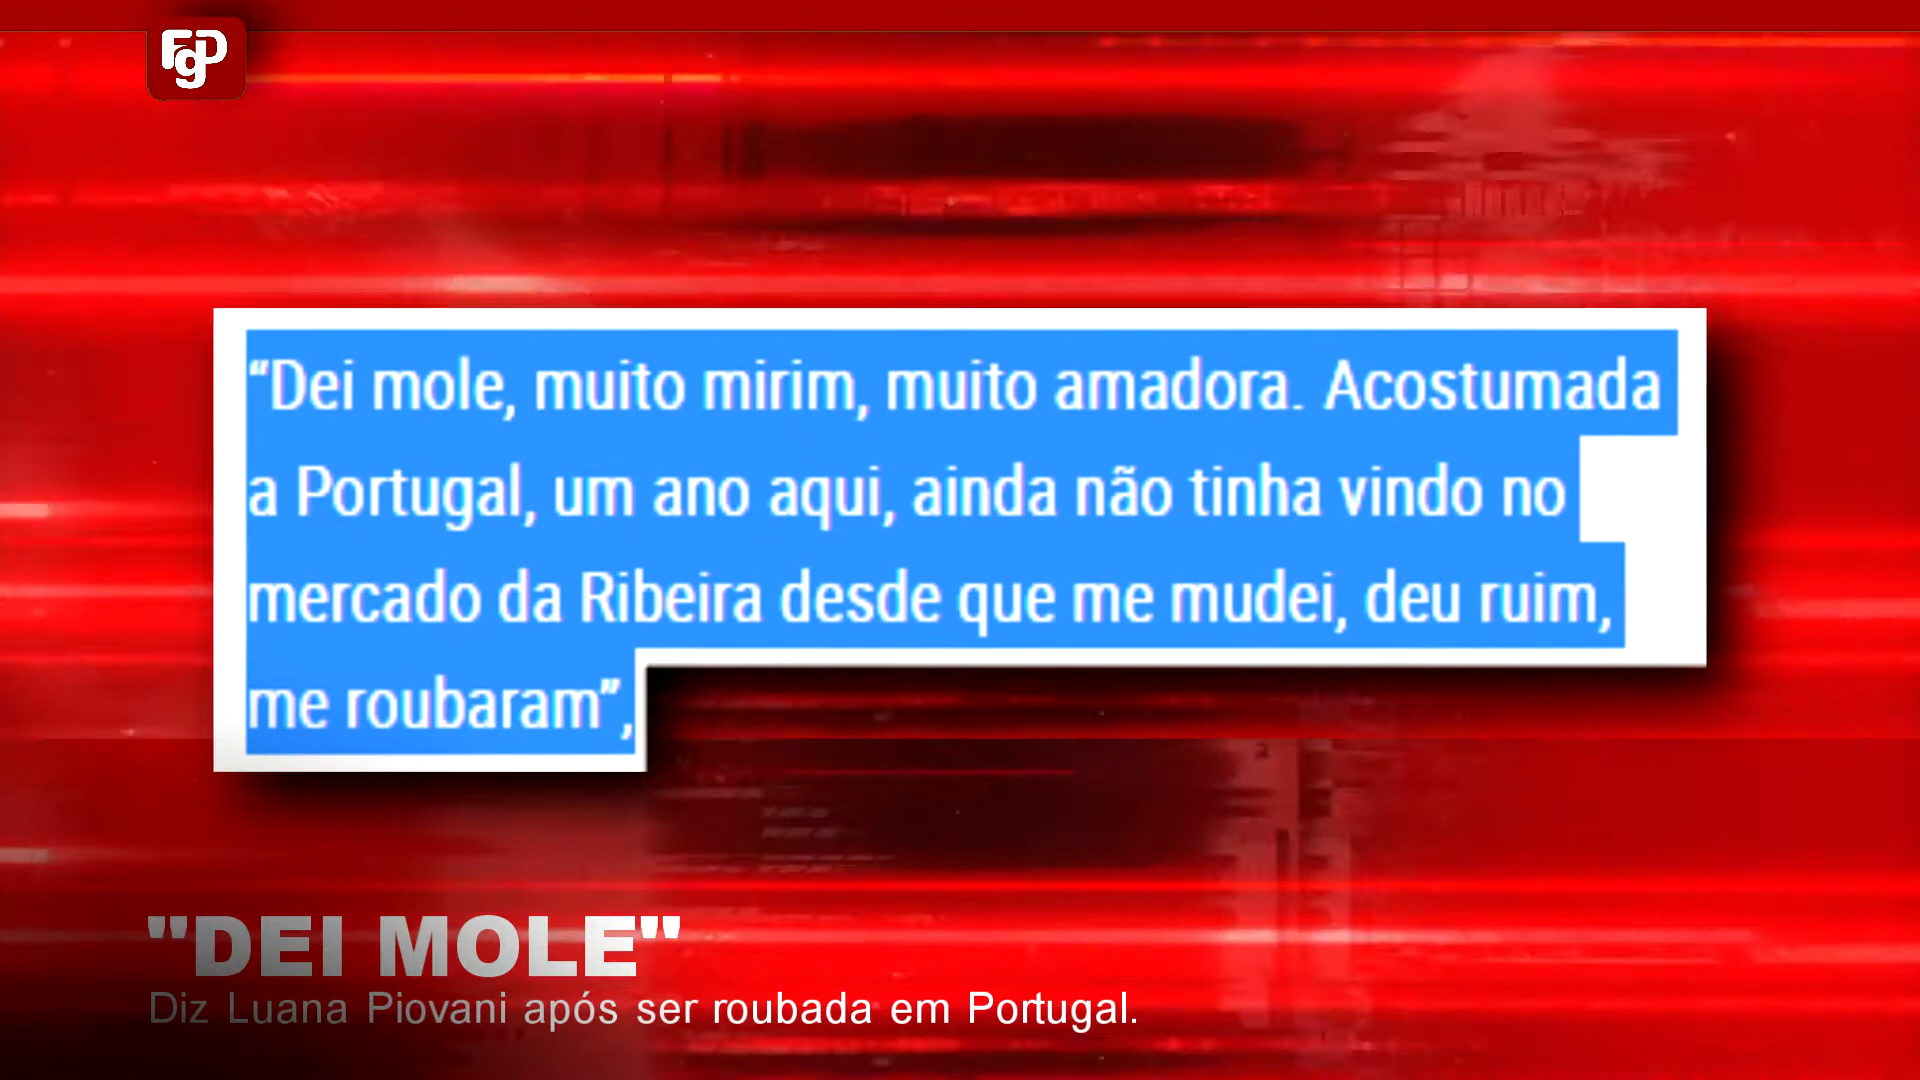 FgP
“Dei mole, muito mirim, muito amadora. Acostumada
a Portugal, um ano aqui, ainda não tinha vindo no
mercado da Ribeira desde que me mudei, deu ruim,
me roubaram”,
"DEI MOLE"
Diz Luana Piovani após ser roubada em Portugal.